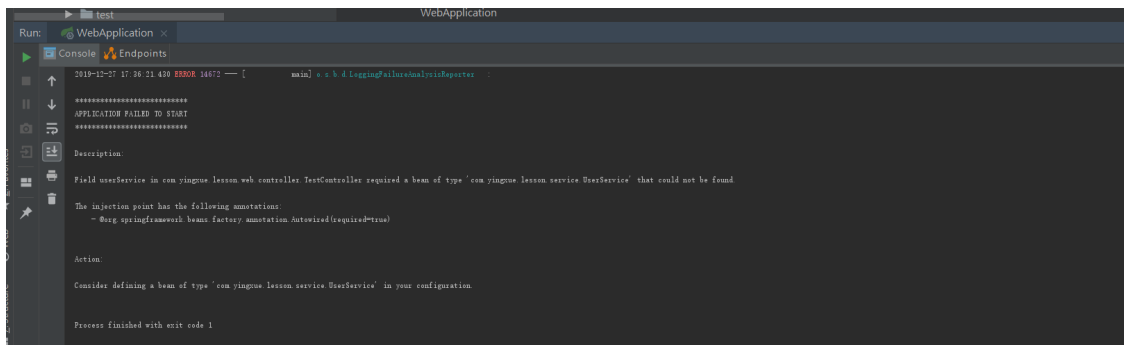 test
WebApplication
Run: WebApplication ×
Console Endpoints
2019-12-27 17:36:21.430 ERROR 14672 --- [ main] o.s.b.d.LoggingFailureAnalysisReporter :
***************************
APPLICATION FAILED TO START
***************************
Description:
Field userService in com.yingxue.lesson.web.controller.TestController required a bean of type 'com.yingxue.lesson.service.UserService' that could not be found.
The injection point has the following annotations:
- @org.springframework.beans.factory.annotation.Autowired(required=true)
Action:
Consider defining a bean of type 'com.yingxue.lesson.service.UserService' in your configuration.
Process finished with exit code 1